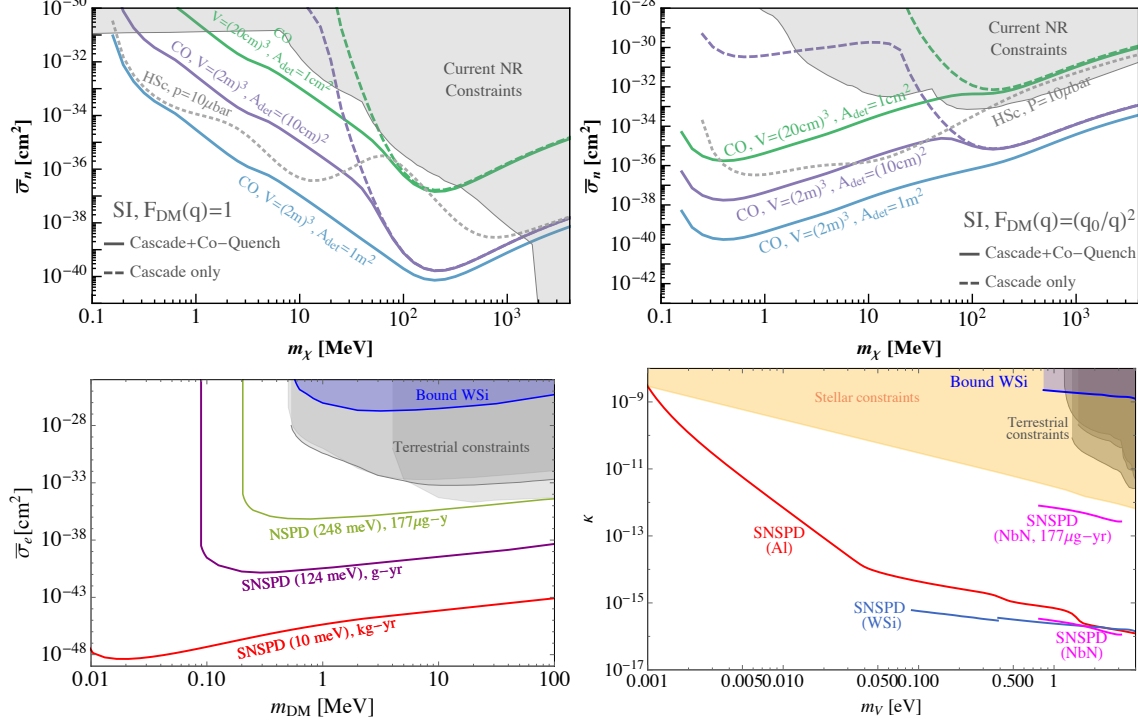 10⁻³⁰
10⁻³²
10⁻³⁴
10⁻³⁶
10⁻³⁸
10⁻⁴⁰
σ̅ₙ [cm²]
V=(20cm)³, A_det=1cm²
CO
CO, V=(2m)³, A_det=(10cm)²
HSc, p=10μbar
CO, V=(2m)³, A_det=1m²
Current NR
Constraints
SI, F_DM(q)=1
Cascade+Co-Quench
Cascade only
0.1 1 10 10² 10³
m_χ [MeV]
10⁻²⁸
10⁻³⁰
10⁻³²
10⁻³⁴
10⁻³⁶
10⁻³⁸
10⁻⁴⁰
10⁻⁴²
σ̅ₙ [cm²]
Current NR
Constraints
CO, V=(20cm)³, A_det=1cm²
HSc, P=10μbar
CO, V=(2m)³, A_det=(10cm)²
CO, V=(2m)³, A_det=1m²
SI, F_DM(q)=(q₀/q)²
Cascade+Co-Quench
Cascade only
0.1 1 10 10² 10³
m_χ [MeV]
10⁻²⁸
10⁻³³
10⁻³⁸
10⁻⁴³
10⁻⁴⁸
σ̅ₑ[cm²]
Bound WSi
Terrestrial constraints
NSPD (248 meV), 177μg-y
SNSPD (124 meV), g-yr
SNSPD (10 meV), kg-yr
0.01 0.10 1 10 100
m_DM [MeV]
10⁻⁹
10⁻¹¹
10⁻¹³
10⁻¹⁵
10⁻¹⁷
κ
Bound WSi
Stellar constraints
Terrestrial
constraints
SNSPD
(NbN, 177μg-yr)
SNSPD
(Al)
SNSPD
(WSi)
SNSPD
(NbN)
0.001 0.005 0.010 0.050 0.100 0.500 1
m_V [eV]